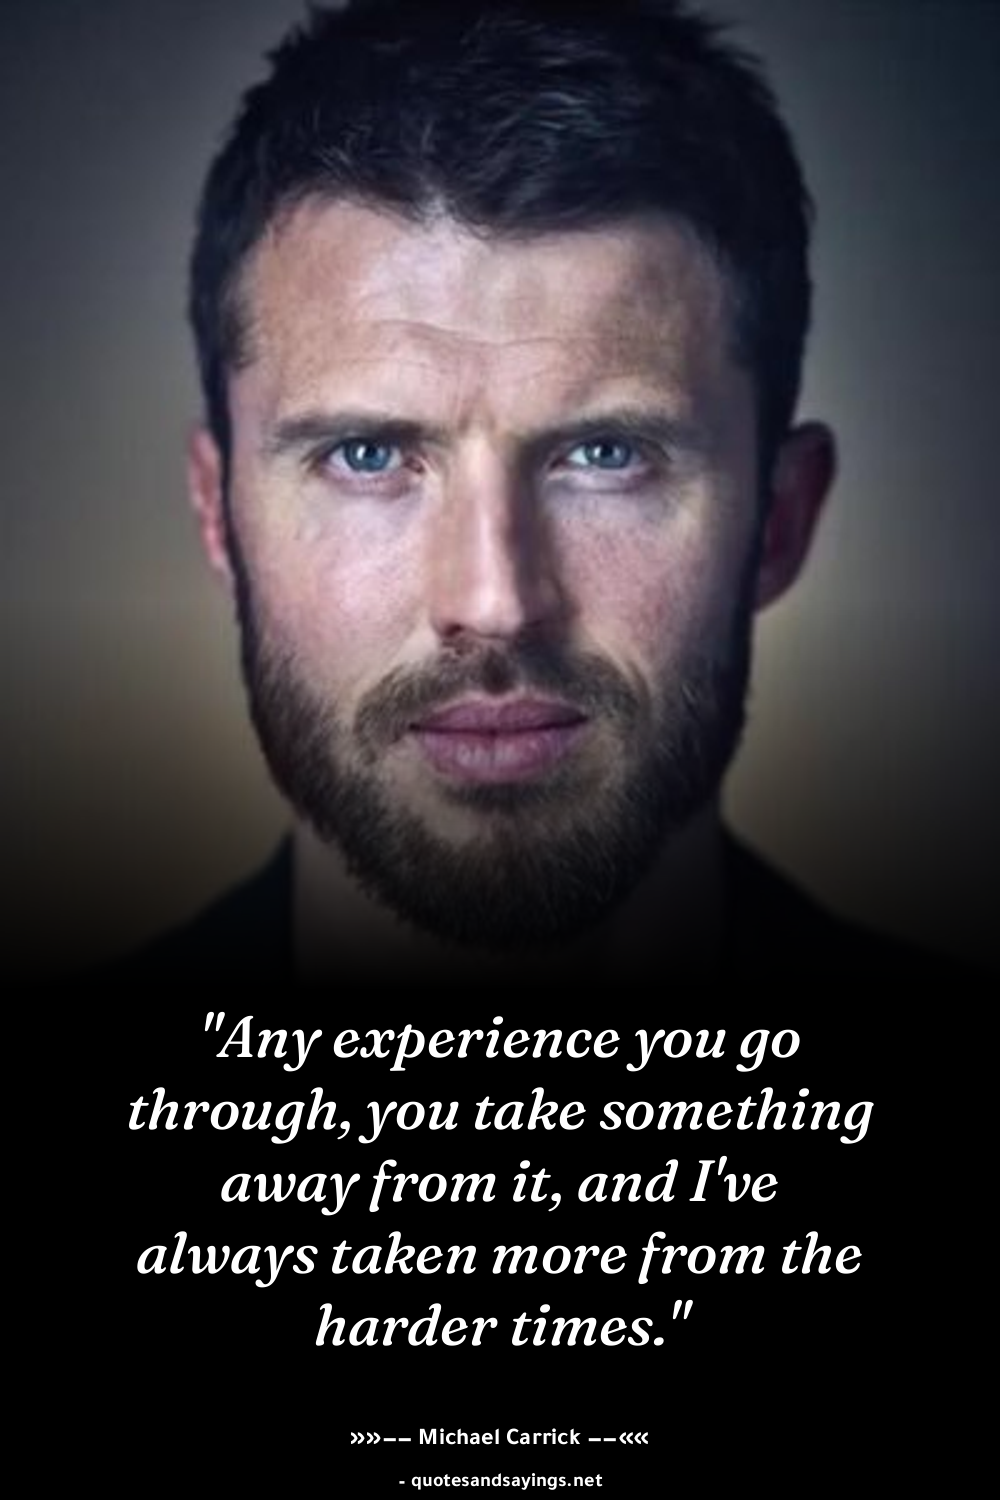 "Any experience you go
through, you take something
away from it, and I've
always taken more from the
harder times."
»»–– Michael Carrick ––««
- quotesandsayings.net